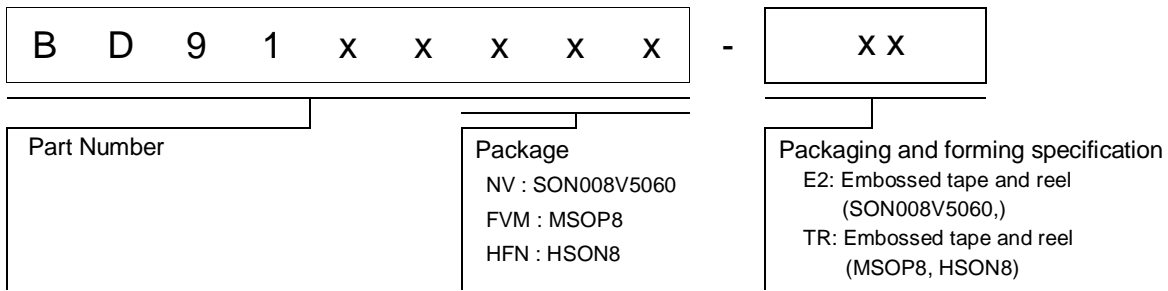 B D 9 1 x x x x x - x x
Part Number
Package
NV : SON008V5060
FVM : MSOP8
HFN : HSON8
Packaging and forming specification
E2: Embossed tape and reel
(SON008V5060,)
TR: Embossed tape and reel
(MSOP8, HSON8)